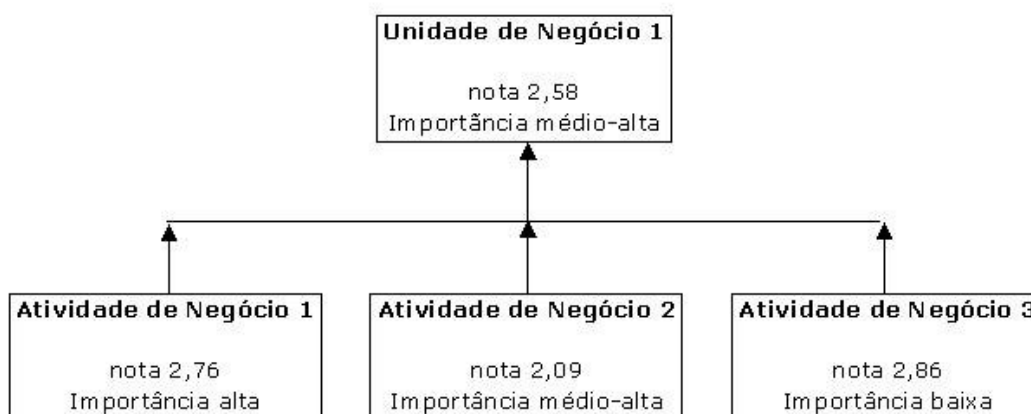 Unidade de Negócio 1
nota 2,58
Importância médio-alta
Atividade de Negócio 1
nota 2,76
Importância alta
Atividade de Negócio 2
nota 2,09
Importância médio-alta
Atividade de Negócio 3
nota 2,86
Importância baixa